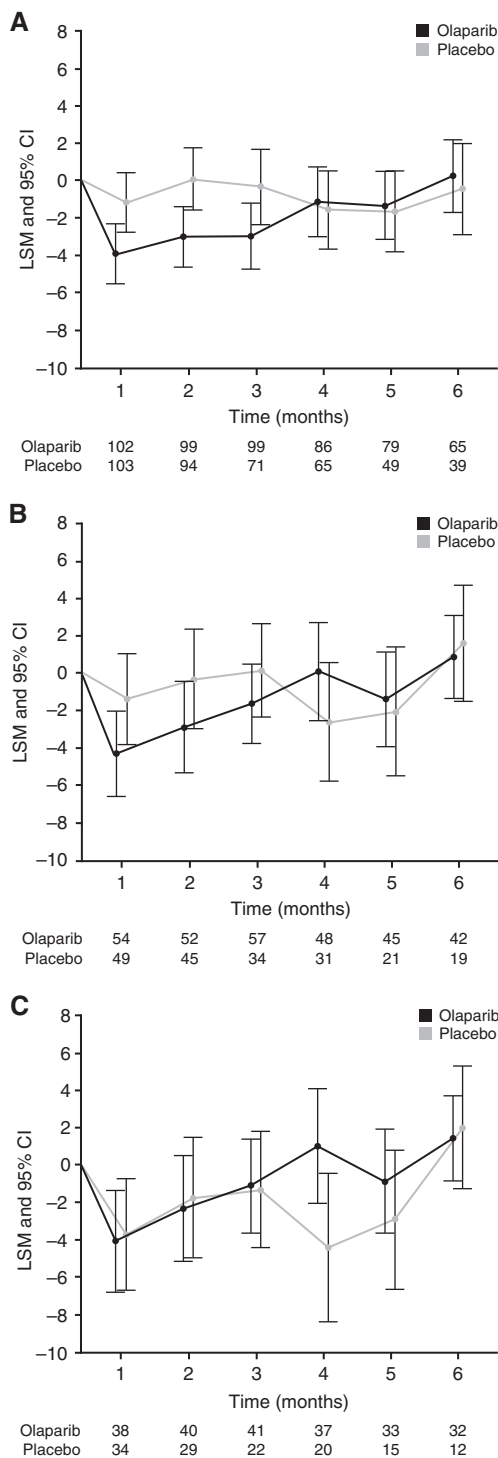 A
Olaparib
Placebo
8
6
4
2
0
−2
−4
−6
−8
−10
LSM and 95% CI
1 2 3 4 5 6
Time (months)
Olaparib 102 99 99 86 79 65
Placebo 103 94 71 65 49 39
B
Olaparib
Placebo
8
6
4
2
0
−2
−4
−6
−8
−10
LSM and 95% CI
1 2 3 4 5 6
Time (months)
Olaparib 54 52 57 48 45 42
Placebo 49 45 34 31 21 19
C
Olaparib
Placebo
8
6
4
2
0
−2
−4
−6
−8
−10
LSM and 95% CI
1 2 3 4 5 6
Time (months)
Olaparib 38 40 41 37 33 32
Placebo 34 29 22 20 15 12